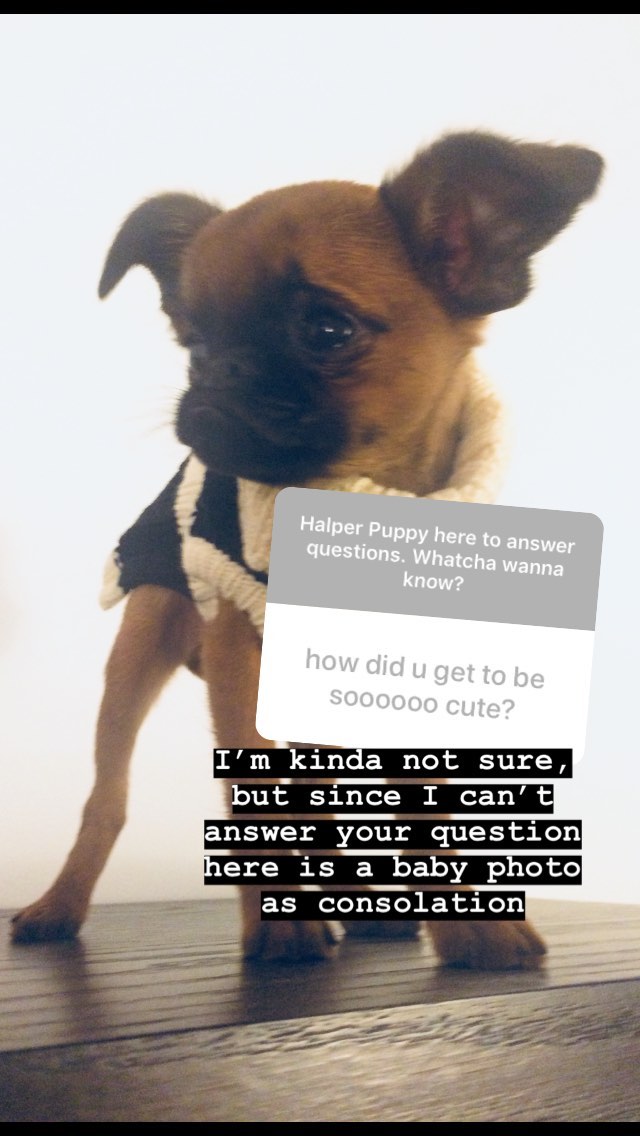 Halper Puppy here to answer
questions. Whatcha wanna
know?
how did u get to be
soooooo cute?
I'm kinda not sure,
but since I can't
answer your question
here is a baby photo
as consolation